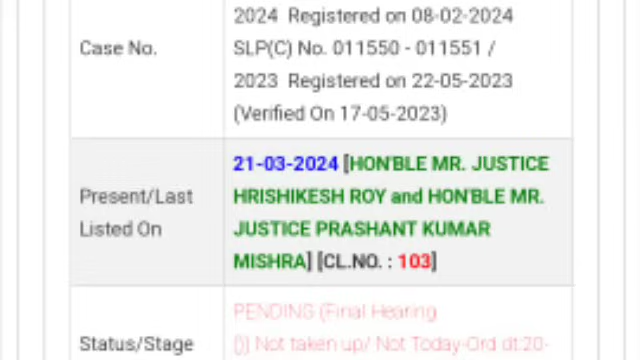 2024 Registered on 08-02-2024
Case No.
SLP(C) No. 011550 - 011551 /
2023 Registered on 22-05-2023
(Verified On 17-05-2023)
Present/Last
Listed On
21-03-2024 [HON'BLE MR. JUSTICE
HRISHIKESH ROY and HON'BLE MR.
JUSTICE PRASHANT KUMAR
MISHRA] [CL.NO. : 103]
Status/Stage
PENDING (Final Hearing
()) Not taken up/ Not Today-Ord dt:20-